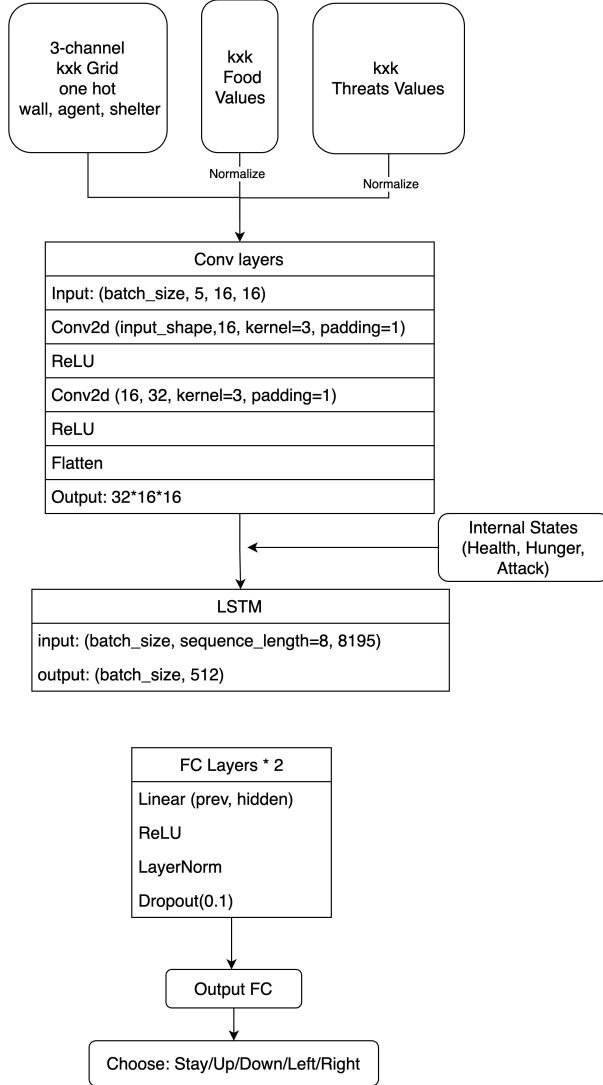 3-channel
kxk Grid
one hot
wall, agent, shelter
kxk
Food
Values
kxk
Threats Values
Normalize
Normalize
Conv layers
Input: (batch_size, 5, 16, 16)
Conv2d (input_shape,16, kernel=3, padding=1)
ReLU
Conv2d (16, 32, kernel=3, padding=1)
ReLU
Flatten
Output: 32*16*16
Internal States
(Health, Hunger,
Attack)
LSTM
input: (batch_size, sequence_length=8, 8195)
output: (batch_size, 512)
FC Layers * 2
Linear (prev, hidden)
ReLU
LayerNorm
Dropout(0.1)
Output FC
Choose: Stay/Up/Down/Left/Right